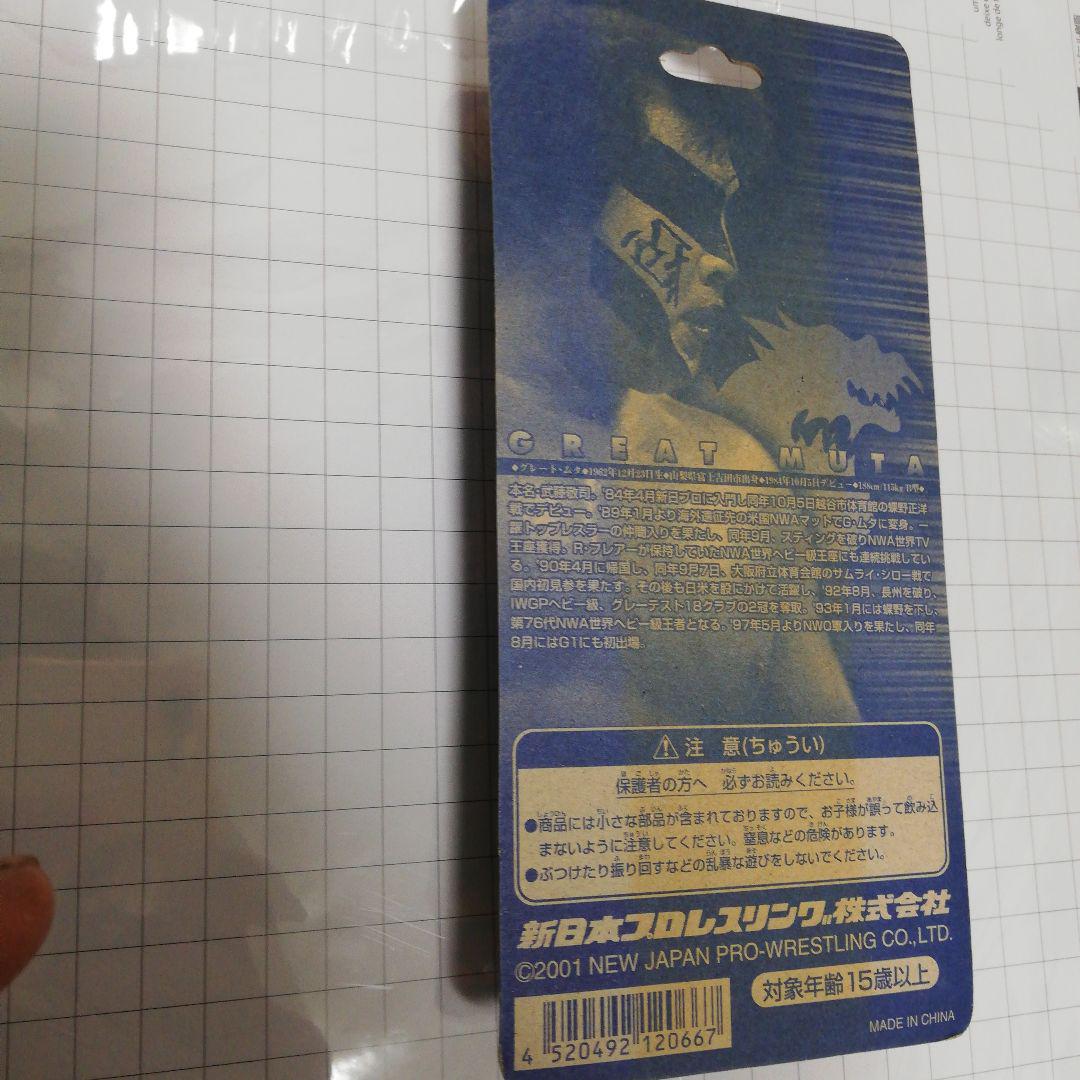 GREAT MUTA
◆グレート・ムタ◆1962年12月23日生◆山梨県富士吉田市出身◆1984年10月5日デビュー◆188cm/115kg/B型◆
本名・武藤敬司。'84年4月新日プロに入門し同年10月5日越谷市体育館の蝶野正洋
戦でデビュー。'89年1月より海外遠征先の米国NWAマットでG・ムタに変身。一
躍トップレスラーの仲間入りを果たし、同年9月、スティングを破りNWA世界TV
王座獲得。R・フレアーが保持していたNWA世界ヘビー級王座にも連続挑戦してい
る。'90年4月に帰国し、同年9月7日、大阪府立体育会館のサムライ・シロー戦で
国内初見参を果たす。その後も日米を股にかけて活躍し、'92年8月、長州を破り、
IWGPヘビー級、グレーテスト18クラブの2冠を奪取。'93年1月には蝶野を下し、
第76代NWA世界ヘビー級王者となる。'97年5月よりNWO軍入りを果たし、同年
8月にはG1にも初出場。
注 意(ちゅうい)
保護者の方へ 必ずお読みください。
●商品には小さな部品が含まれておりますので、お子様が誤って飲み込
まないように注意してください。窒息などの危険があります。
●ぶつけたり振り回すなどの乱暴な遊びをしないでください。
新日本プロレスリング株式会社
©2001 NEW JAPAN PRO-WRESTLING CO.,LTD.
対象年齢15歳以上
4 520492 120667
MADE IN CHINA